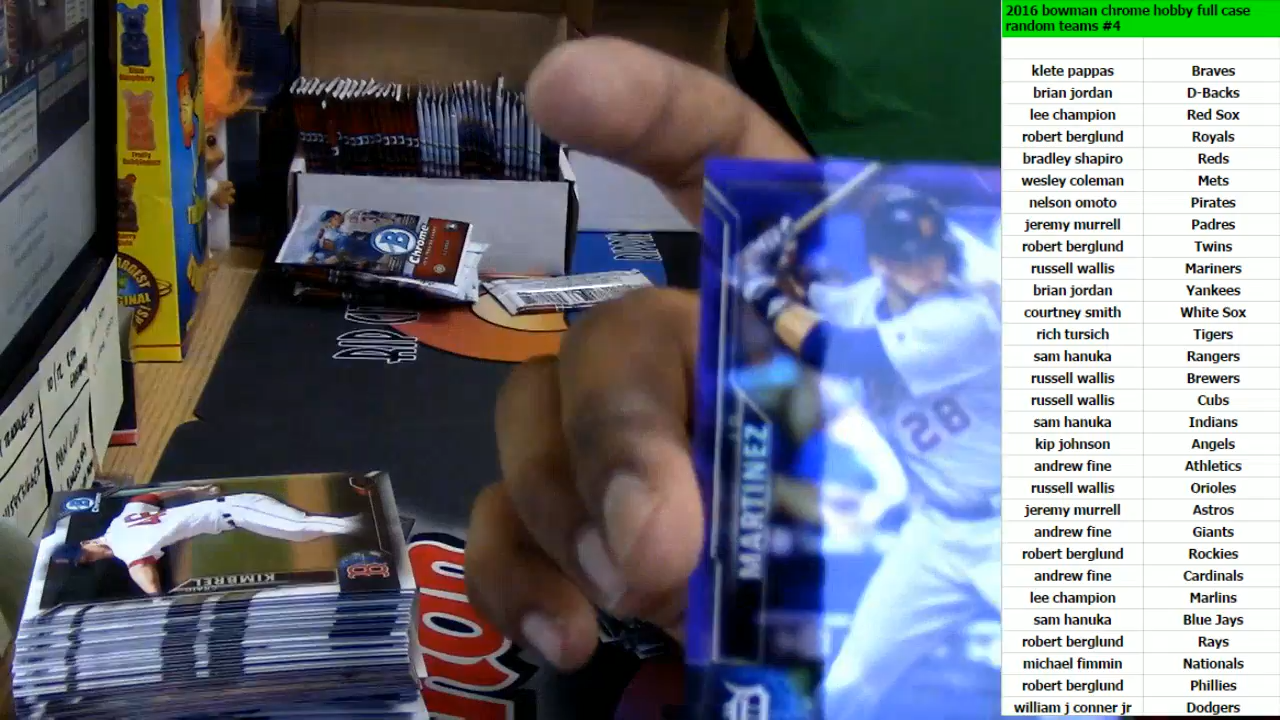 2016 bowman chrome hobby full case
random teams #4
klete pappas Braves
brian jordan D-Backs
lee champion Red Sox
robert berglund Royals
bradley shapiro Reds
wesley coleman Mets
nelson omoto Pirates
jeremy murrell Padres
robert berglund Twins
russell wallis Mariners
brian jordan Yankees
courtney smith White Sox
rich tursich Tigers
sam hanuka Rangers
russell wallis Brewers
russell wallis Cubs
sam hanuka Indians
kip johnson Angels
andrew fine Athletics
russell wallis Orioles
jeremy murrell Astros
andrew fine Giants
robert berglund Rockies
andrew fine Cardinals
lee champion Marlins
sam hanuka Blue Jays
robert berglund Rays
michael fimmin Nationals
robert berglund Phillies
william j conner jr Dodgers
J.D.
MARTINEZ
28
CRAIG
KIMBREL
B
Chrome
RIP